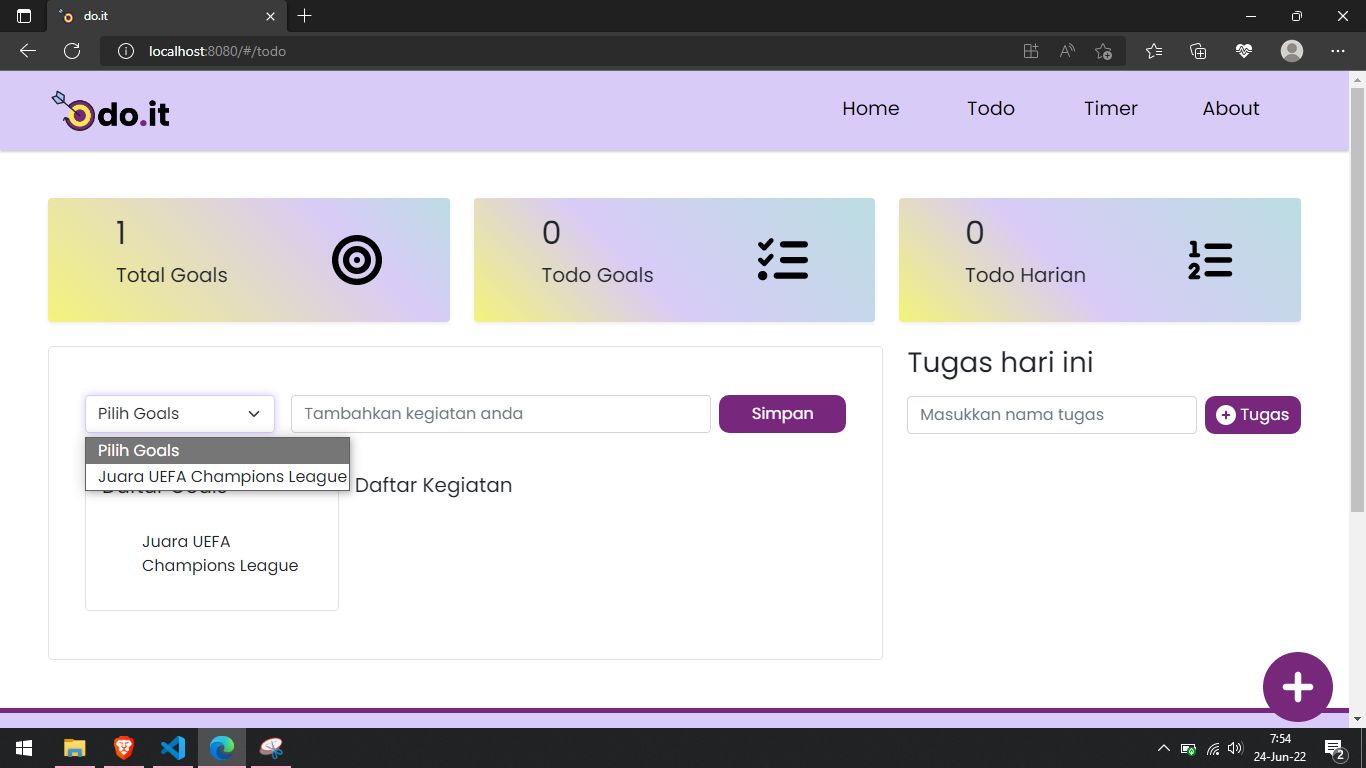 do.it
localhost:8080/#/todo
do.it
Home
Todo
Timer
About
1
Total Goals
0
Todo Goals
0
Todo Harian
Pilih Goals
Tambahkan kegiatan anda
Simpan
Pilih Goals
Juara UEFA Champions League
Daftar Goals
Daftar Kegiatan
Juara UEFA
Champions League
Tugas hari ini
Masukkan nama tugas
Tugas
7:54
24-Jun-22
2